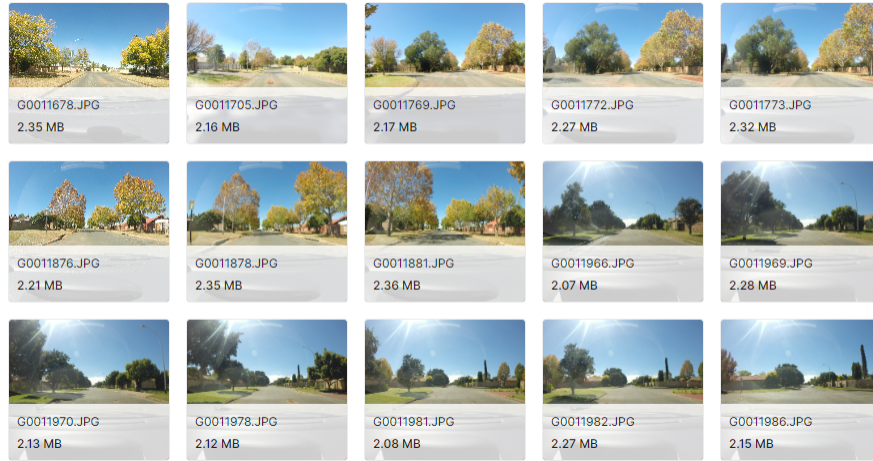 G0011678.JPG
2.35 MB
G0011705.JPG
2.16 MB
G0011769.JPG
2.17 MB
G0011772.JPG
2.27 MB
G0011773.JPG
2.32 MB
G0011876.JPG
2.21 MB
G0011878.JPG
2.35 MB
G0011881.JPG
2.36 MB
G0011966.JPG
2.07 MB
G0011969.JPG
2.28 MB
G0011970.JPG
2.13 MB
G0011978.JPG
2.12 MB
G0011981.JPG
2.08 MB
G0011982.JPG
2.27 MB
G0011986.JPG
2.15 MB